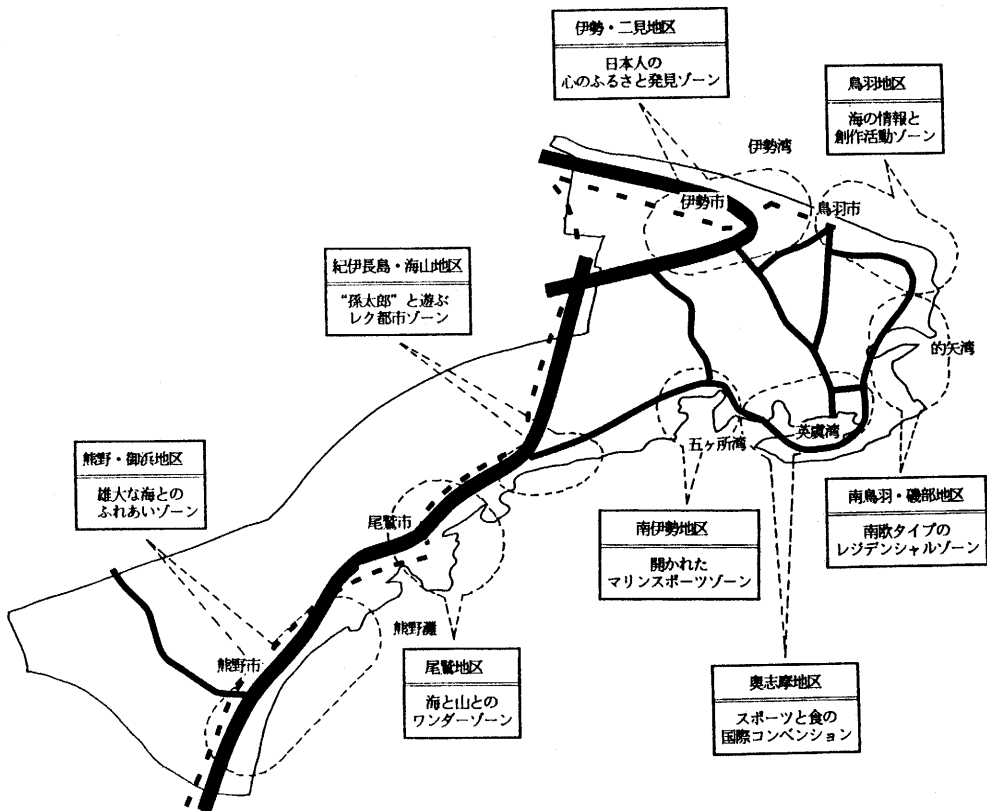 伊勢・二見地区
日本人の
心のふるさと発見ゾーン
鳥羽地区
海の情報と
創作活動ゾーン
伊勢湾
伊勢市
鳥羽市
紀伊長島・海山地区
“孫太郎”と遊ぶ
レク都市ゾーン
的矢湾
英虞湾
五ヶ所湾
熊野・御浜地区
雄大な海との
ふれあいゾーン
尾鷲市
南伊勢地区
開かれた
マリンスポーツゾーン
南鳥羽・磯部地区
南欧タイプの
レジデンシャルゾーン
熊野灘
熊野市
尾鷲地区
海と山との
ワンダーゾーン
奥志摩地区
スポーツと食の
国際コンベンション